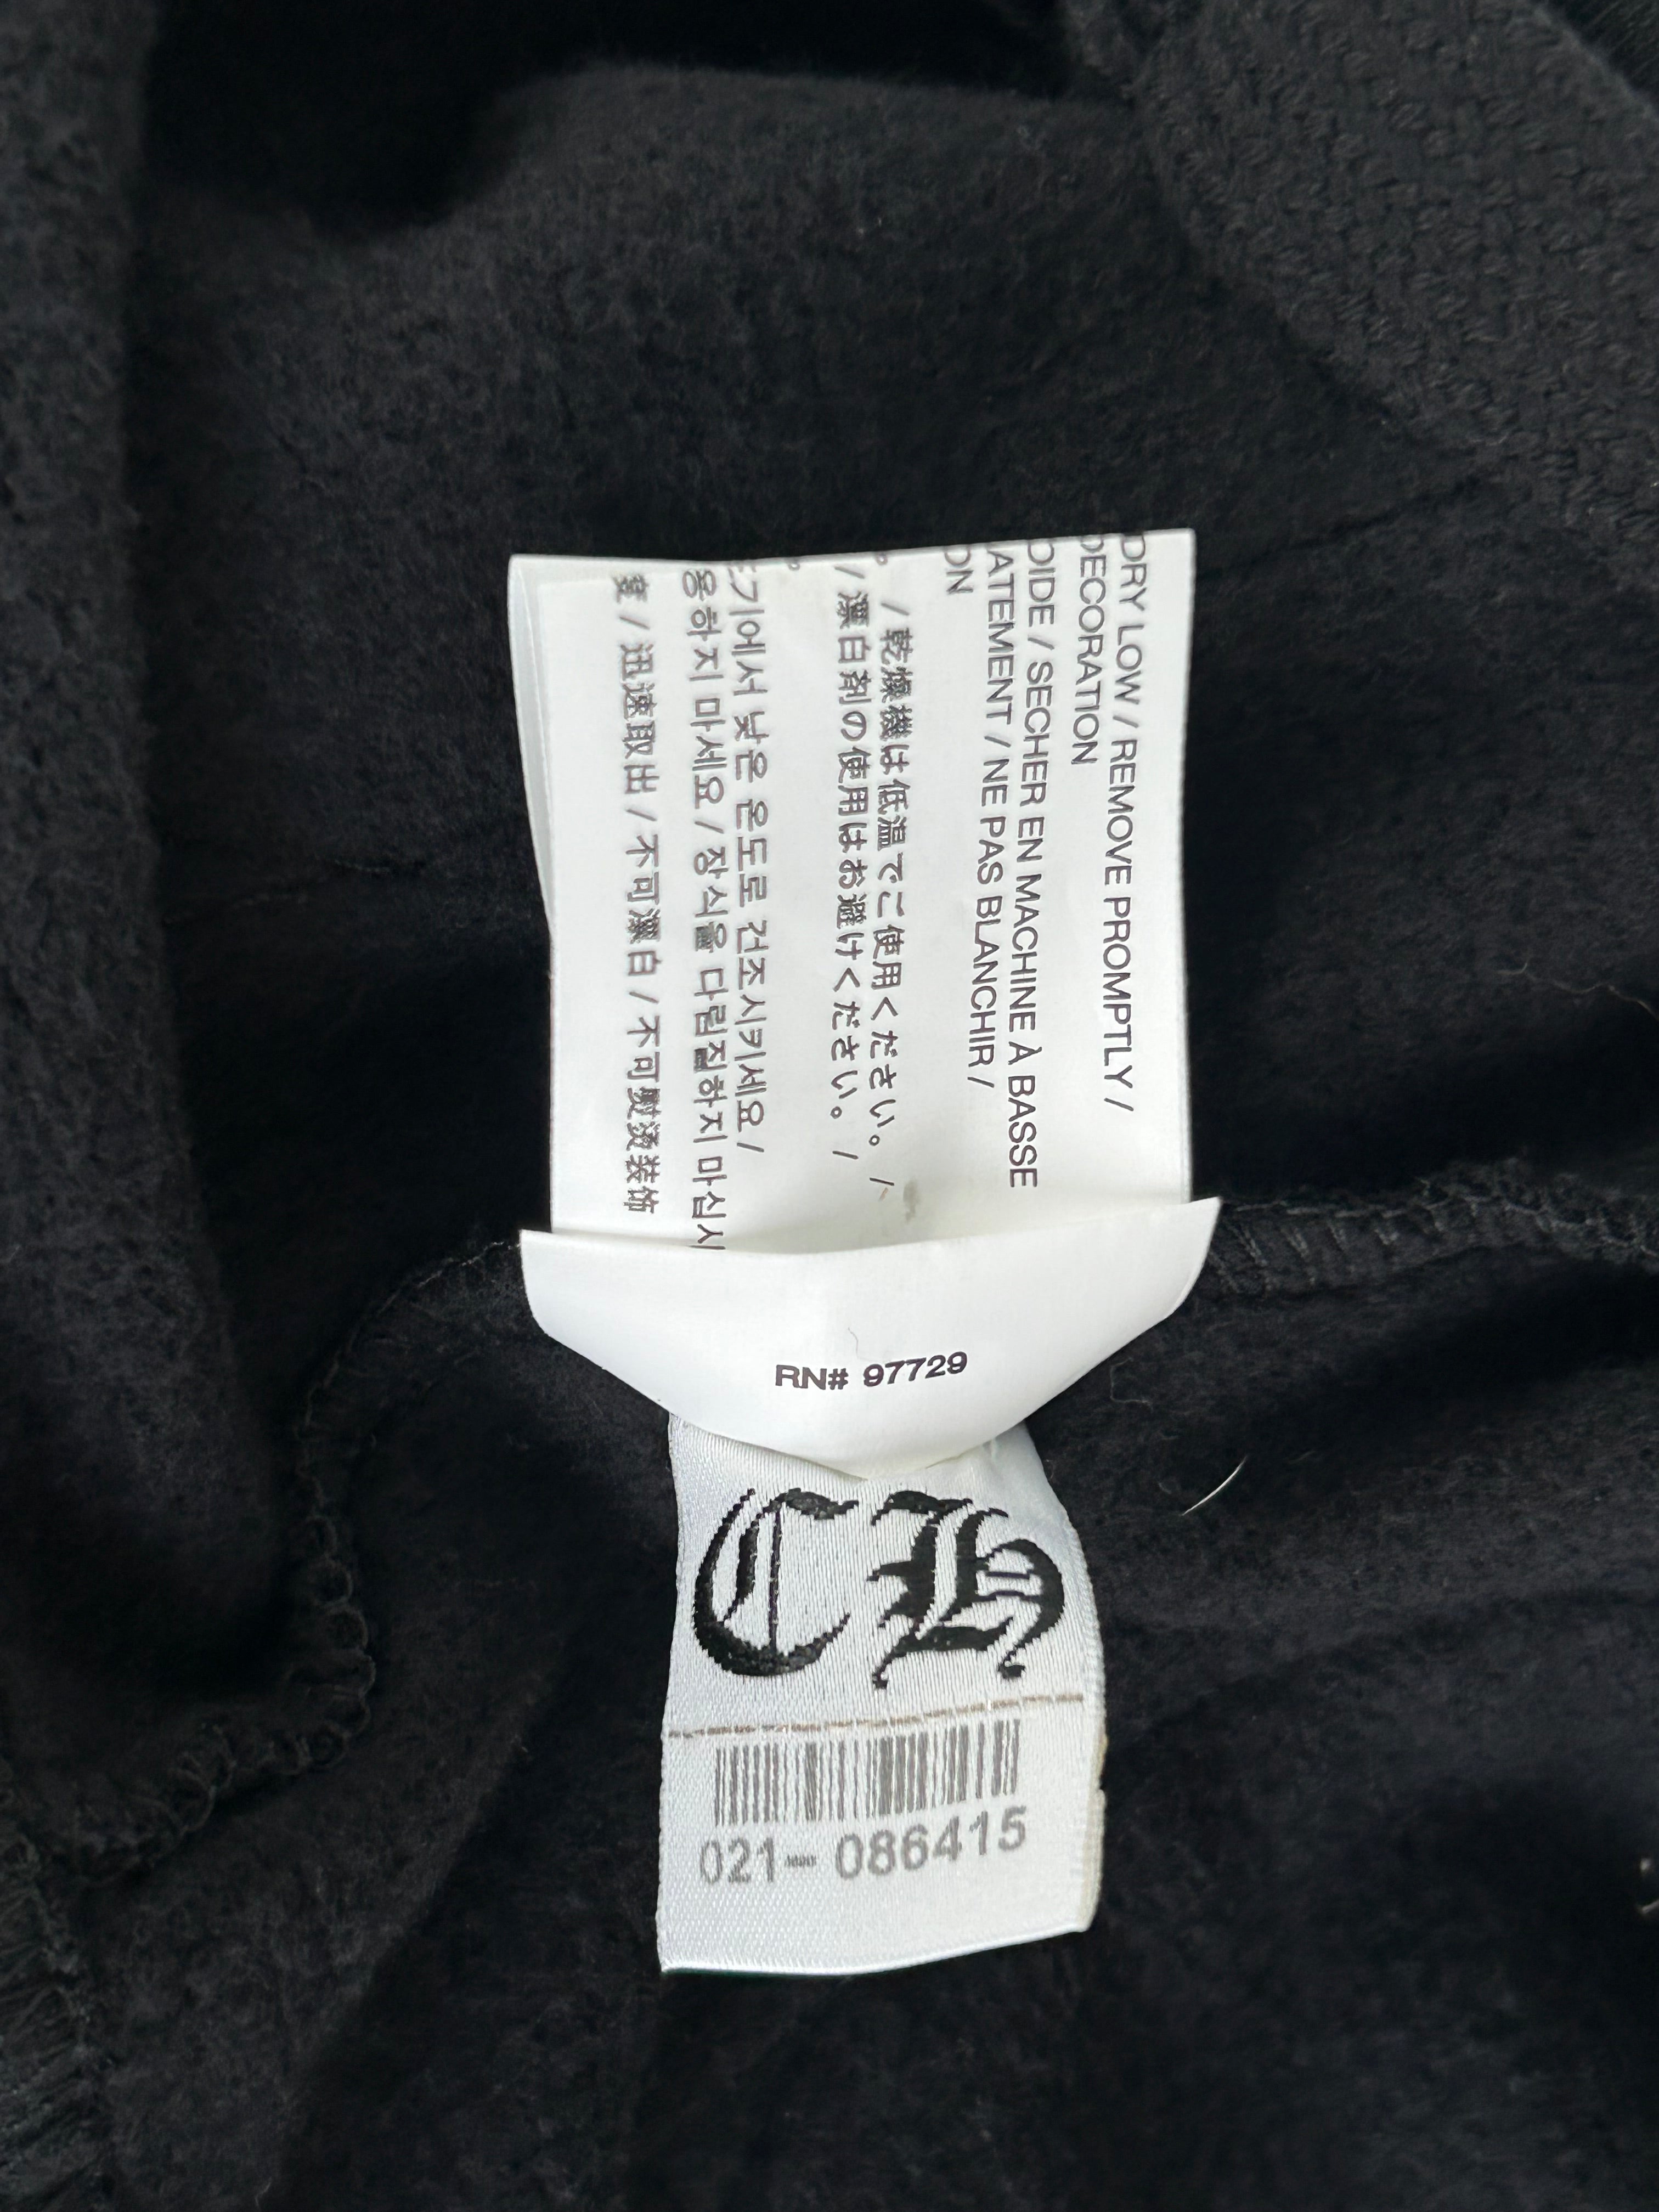 DRY LOW / REMOVE PROMPTLY /
DECORATION
OIDE / SECHER EN MACHINE À BASSE
ATEMENT / NE PAS BLANCHIR /
ON
/ 乾燥機は低温でご使用ください。 /
/ 漂白剤の使用はお避けください。 /
기에서 낮은 온도로 건조시키세요 /
용하지 마세요 / 장식을 다림질하지 마십시
/ 迅速取出 / 不可漂白 / 不可熨烫装饰
RN# 97729
CH
021- 086415